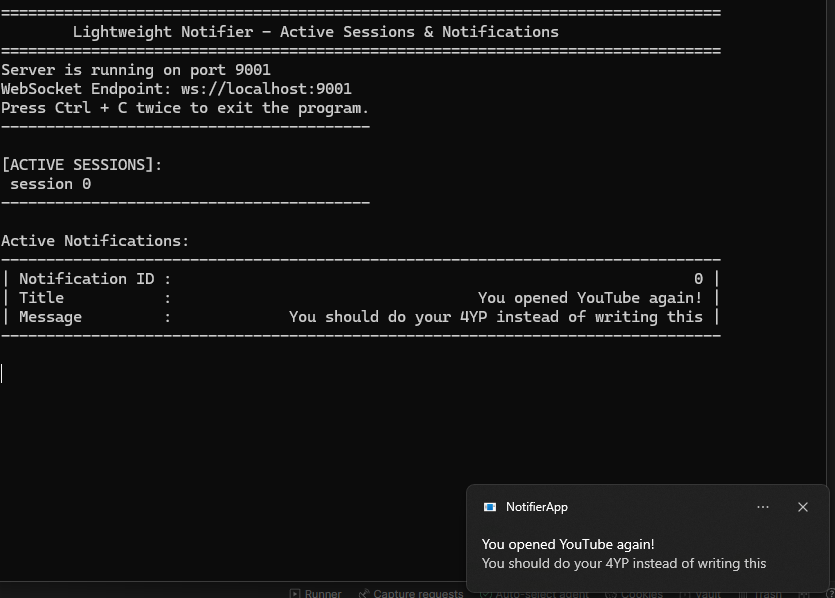 ================================================================================
Lightweight Notifier - Active Sessions & Notifications
================================================================================
Server is running on port 9001
WebSocket Endpoint: ws://localhost:9001
Press Ctrl + C twice to exit the program.
-----------------------------------------
[ACTIVE SESSIONS]:
session 0
-----------------------------------------
Active Notifications:
--------------------------------------------------------------------------------
| Notification ID : 0 |
| Title : You opened YouTube again! |
| Message : You should do your 4YP instead of writing this |
--------------------------------------------------------------------------------
NotifierApp
You opened YouTube again!
You should do your 4YP instead of writing this
Runner Capture requests Auto-select agent Cookies Vault Trash